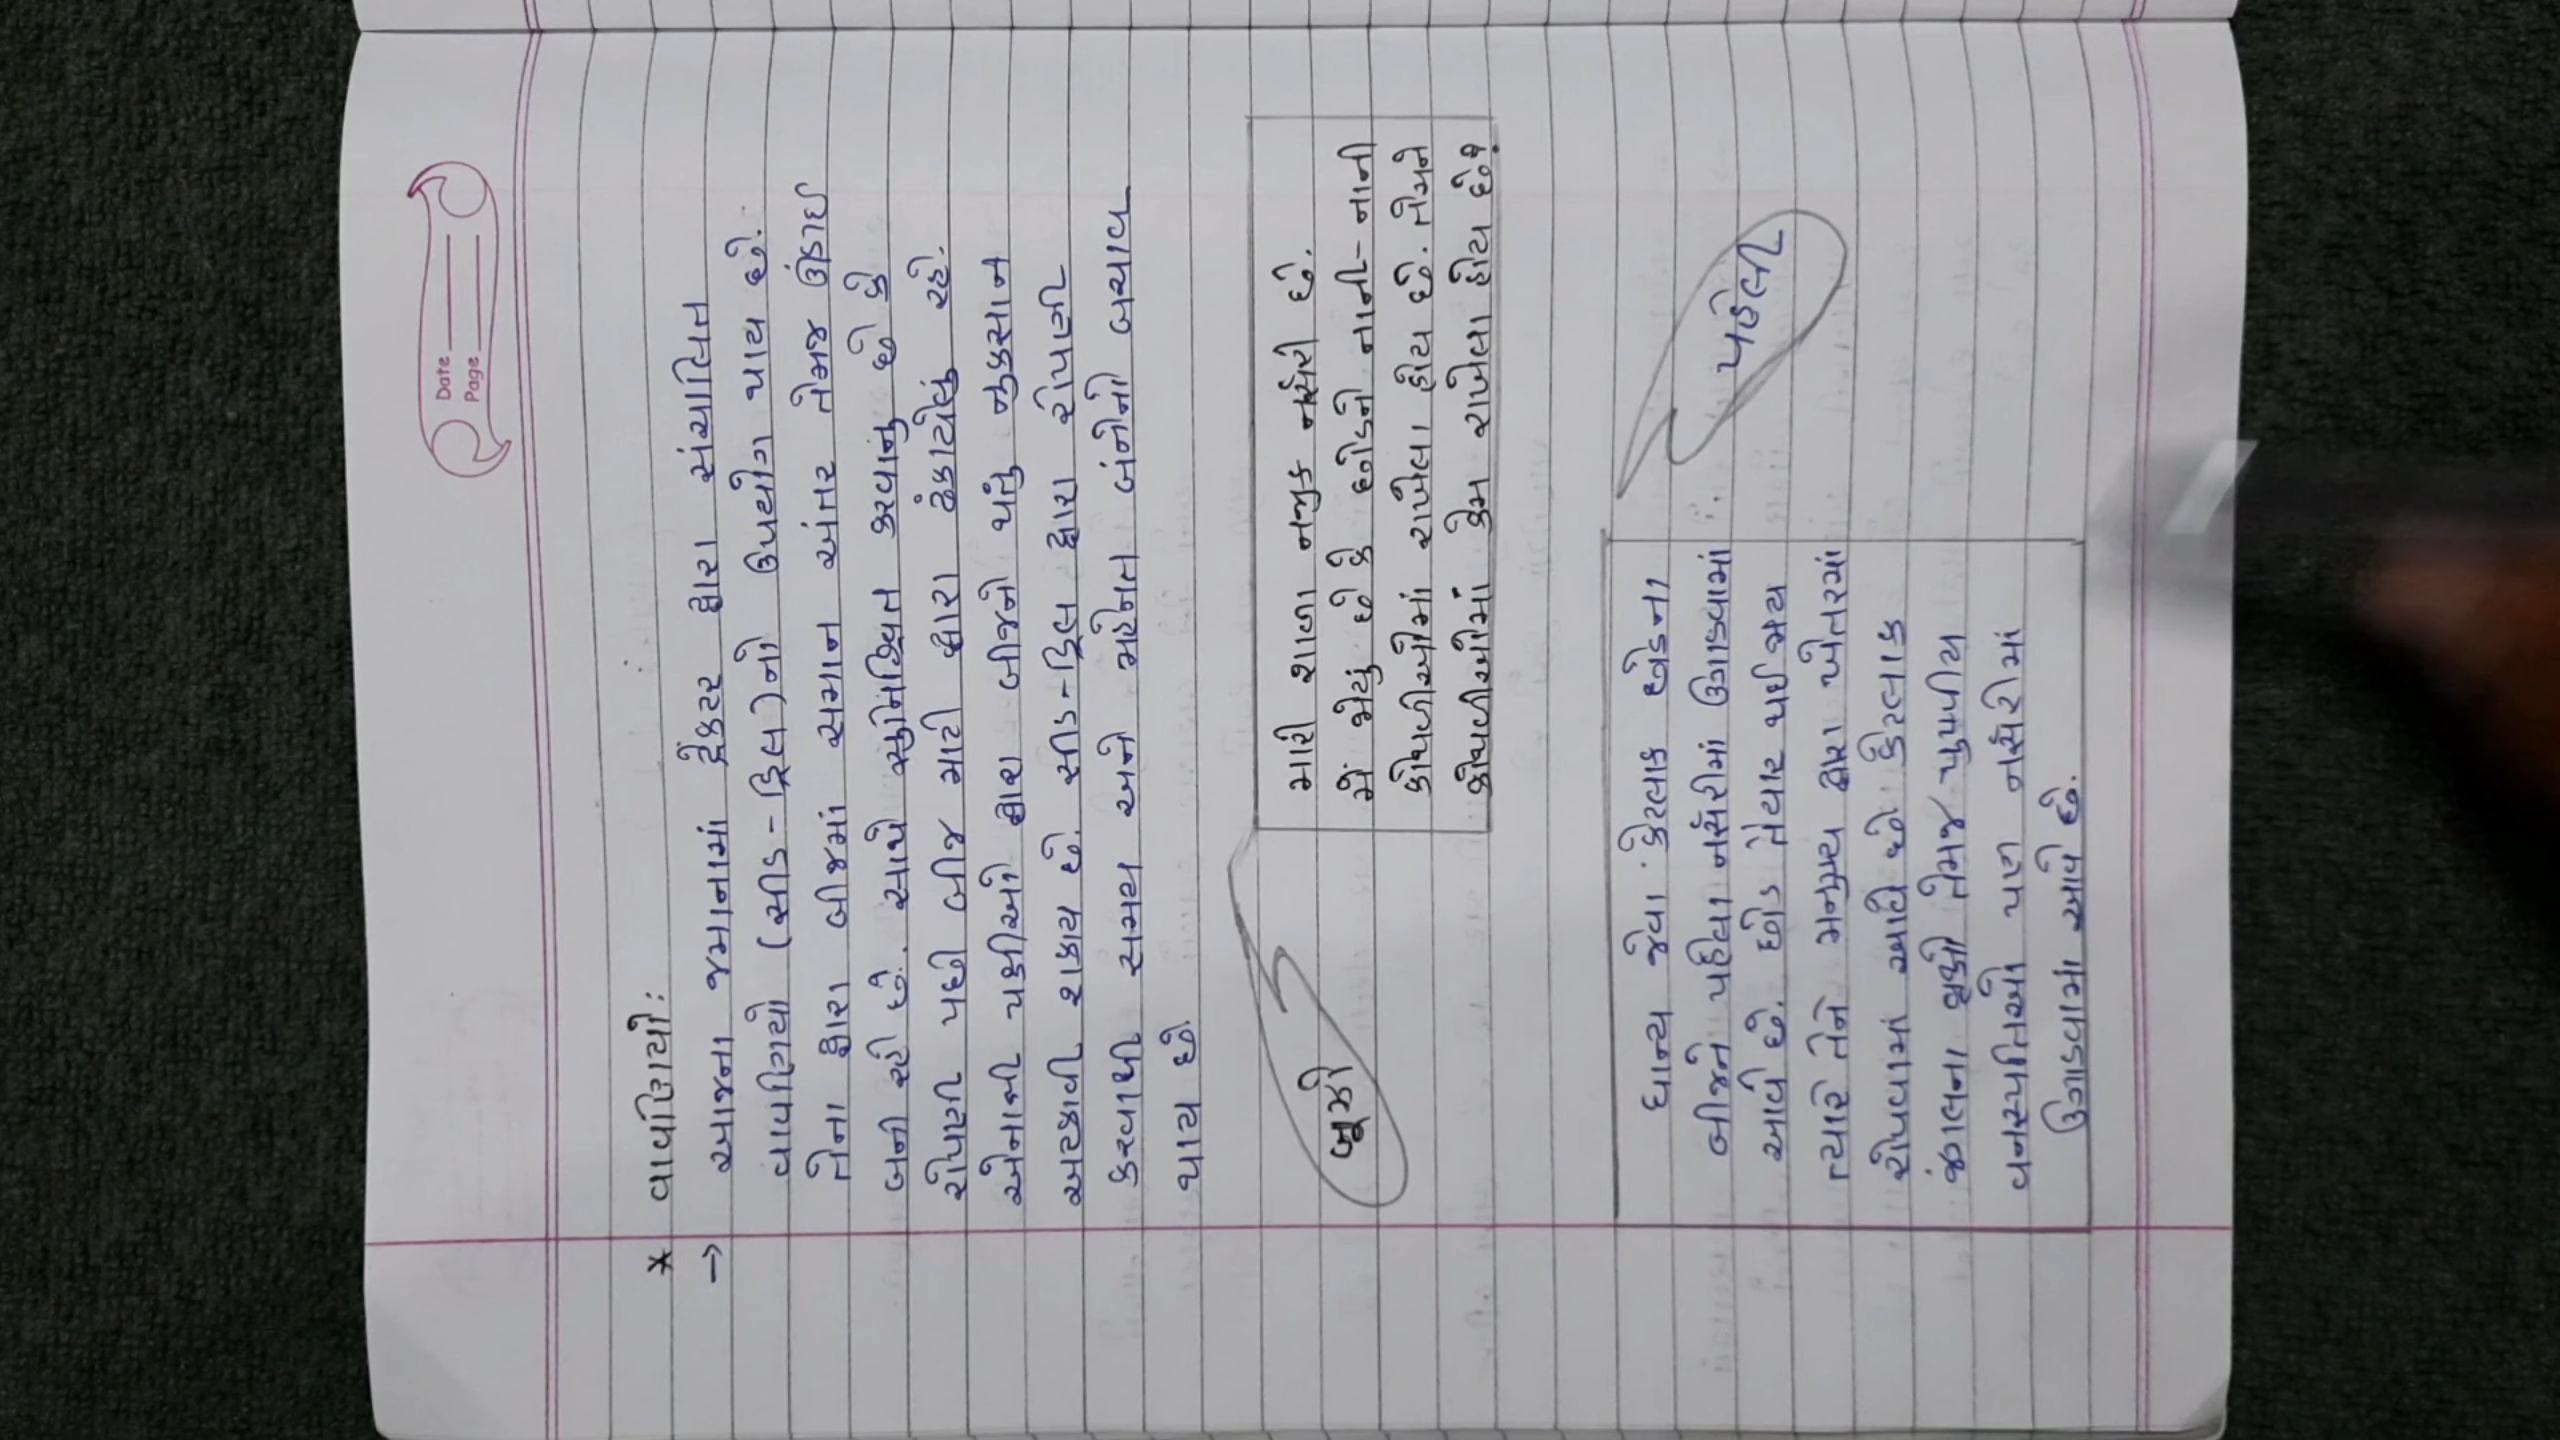 Date
Page
* વાવણિયો :
→ આજના જમાનામાં ટ્રેક્ટર દ્વારા સંચાલિત
વાવણિયો (સીડ-ડ્રિલ)નો ઉપયોગ થાય છે.
તેના દ્વારા બીજમાં સમાન અંતર તેમજ ઉંડાઈ
બની રહે છે. સાથે સુનિશ્ચિત કરવાનું છે કે
રોપણી પછી બીજ માટી દ્વારા ઢંકાયેલું રહે.
એનાથી પક્ષીઓ દ્વારા બીજને થતું નુકસાન
અટકાવી શકાય છે. સીડ-ડ્રિલ દ્વારા રોપણી
કરવાથી સમય અને મહેનત બંનેનો બચાવ
થાય છે.
મારી શાળા નજીક નર્સરી છે.
મેં જોયું છે કે છોડને નાની-નાની
કોથળીઓમાં રાખેલા હોય છે. તેમને
કોથળીઓમાં કેમ રાખેલા હોય છે?
બૂઝો
પહેલી
ધાન્ય જેવા કેટલાક છોડના
બીજને પહેલા નર્સરીમાં ઉગાડવામાં
આવે છે. છોડ તૈયાર થઈ જાય
ત્યારે તેને મનુષ્ય દ્વારા ખેતરમાં
રોપવામાં આવે છે. કેટલાક
જંગલના વૃક્ષો તેમજ પુષ્પીય
વનસ્પતિઓ પણ નર્સરીમાં
ઉગાડવામાં આવે છે.